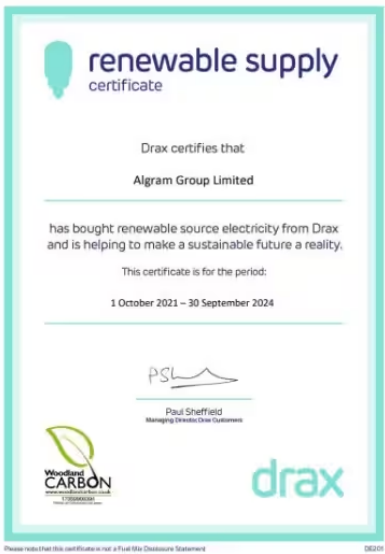 renewable supply
certificate
Drax certifies that
Algram Group Limited
has bought renewable source electricity from Drax
and is helping to make a sustainable future a reality.
This certificate is for the period:
1 October 2021 – 30 September 2024
Paul Sheffield
Managing Director, Drax Customers
Woodland
CARBON
www.woodlandcarbon.co.uk
drax
Please note that this certificate is not a Fuel Mix Disclosure Statement